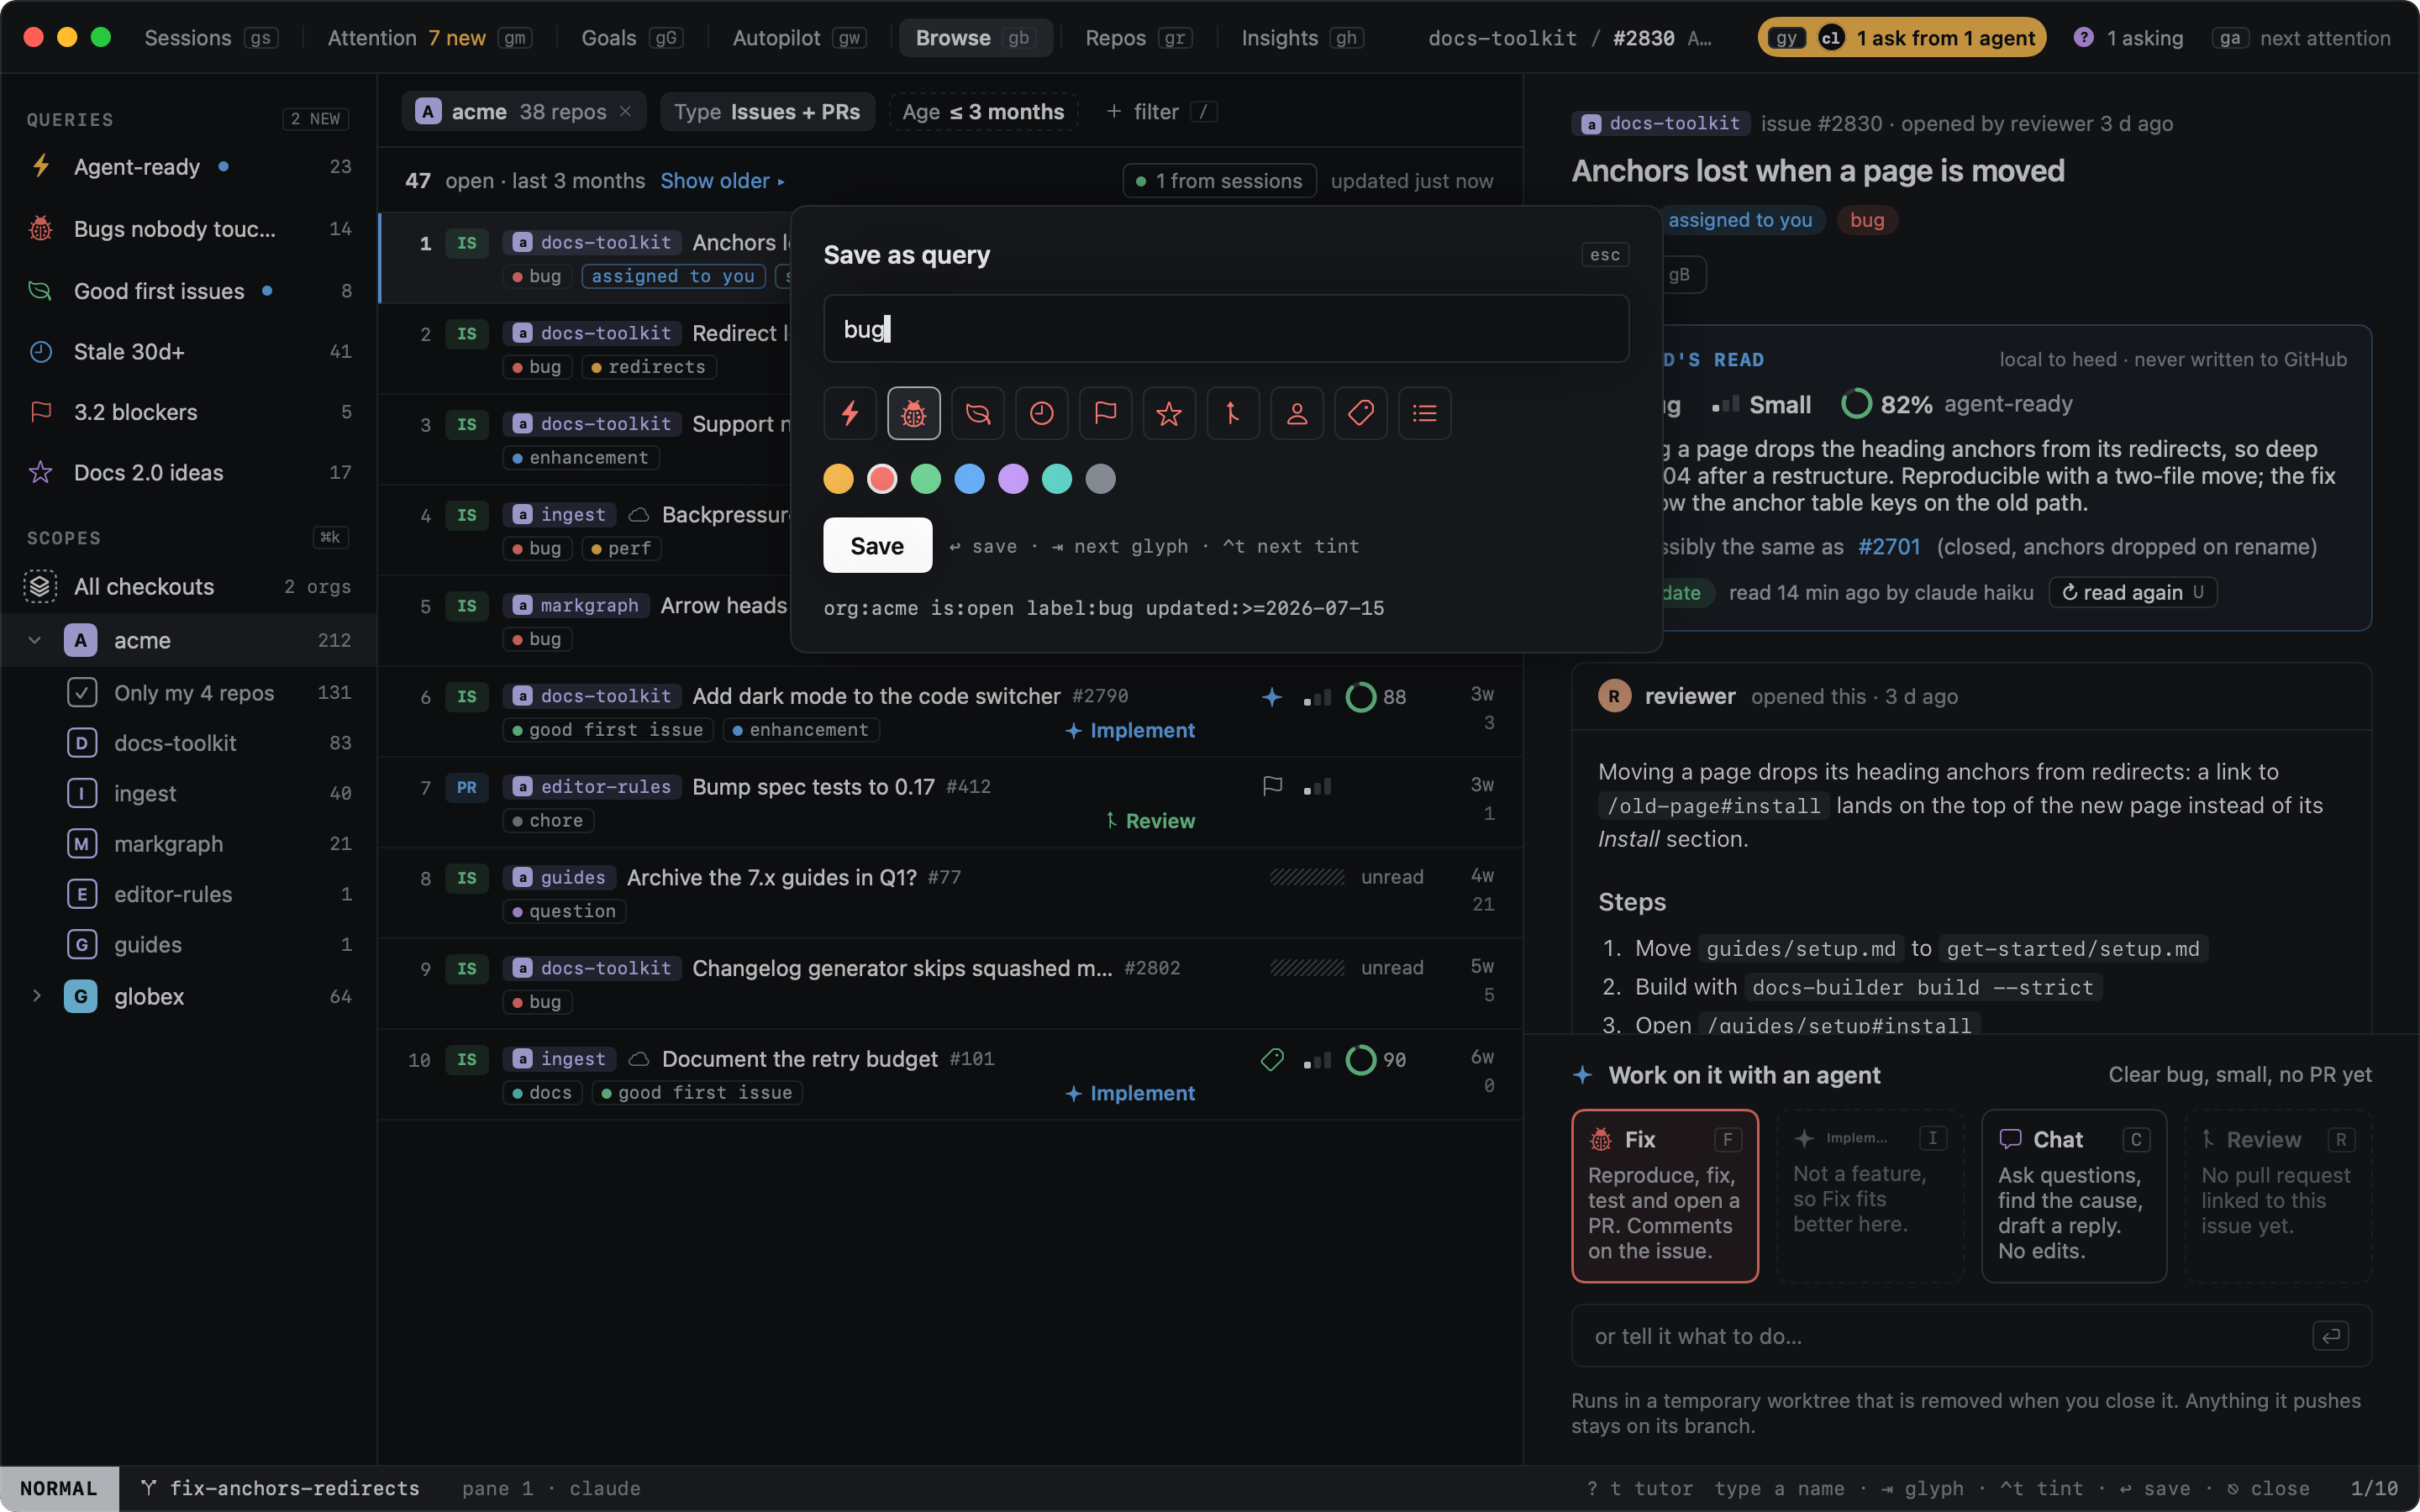 Sessions gs Attention 7 new gm Goals gG Autopilot gw Browse gb Repos gr Insights gh docs-toolkit / #2830 A… gy cl 1 ask from 1 agent ? 1 asking ga next attention
QUERIES 2 NEW
Agent-ready 23
Bugs nobody touc… 14
Good first issues 8
Stale 30d+ 41
3.2 blockers 5
Docs 2.0 ideas 17
SCOPES ⌘k
All checkouts 2 orgs
A acme 212
Only my 4 repos 131
D docs-toolkit 83
I ingest 40
M markgraph 21
E editor-rules 1
G guides 1
G globex 64
A acme 38 repos × Type Issues + PRs Age ≤ 3 months + filter /
47 open · last 3 months Show older ▸ 1 from sessions updated just now
1 IS a docs-toolkit Anchors l
bug assigned to you s
2 IS a docs-toolkit Redirect l
bug redirects
3 IS a docs-toolkit Support n
enhancement
4 IS a ingest Backpressure
bug perf
5 IS a markgraph Arrow heads
bug
6 IS a docs-toolkit Add dark mode to the code switcher #2790 88 3w
good first issue enhancement Implement 3
7 PR a editor-rules Bump spec tests to 0.17 #412 3w
chore Review 1
8 IS a guides Archive the 7.x guides in Q1? #77 unread 4w
question 21
9 IS a docs-toolkit Changelog generator skips squashed m… #2802 unread 5w
bug 5
10 IS a ingest Document the retry budget #101 90 6w
docs good first issue Implement 0
Save as query esc
bug
Save ↩ save · ⇥ next glyph · ^t next tint
org:acme is:open label:bug updated:>=2026-07-15
a docs-toolkit issue #2830 · opened by reviewer 3 d ago
Anchors lost when a page is moved
assigned to you bug
gB
D'S READ local to heed · never written to GitHub
g Small 82% agent-ready
g a page drops the heading anchors from its redirects, so deep
04 after a restructure. Reproducible with a two-file move; the fix
ow the anchor table keys on the old path.
ssibly the same as #2701 (closed, anchors dropped on rename)
date read 14 min ago by claude haiku ↻ read again U
R reviewer opened this · 3 d ago
Moving a page drops its heading anchors from redirects: a link to
/old-page#install lands on the top of the new page instead of its
Install section.
Steps
1. Move guides/setup.md to get-started/setup.md
2. Build with docs-builder build --strict
3. Open /guides/setup#install
Work on it with an agent Clear bug, small, no PR yet
Fix F
Reproduce, fix,
test and open a
PR. Comments
on the issue.
Implem… I
Not a feature,
so Fix fits
better here.
Chat C
Ask questions,
find the cause,
draft a reply.
No edits.
Review R
No pull request
linked to this
issue yet.
or tell it what to do…
Runs in a temporary worktree that is removed when you close it. Anything it pushes
stays on its branch.
NORMAL fix-anchors-redirects pane 1 · claude ? t tutor type a name · ⇥ glyph · ^t tint · ↩ save · ⎋ close 1/10